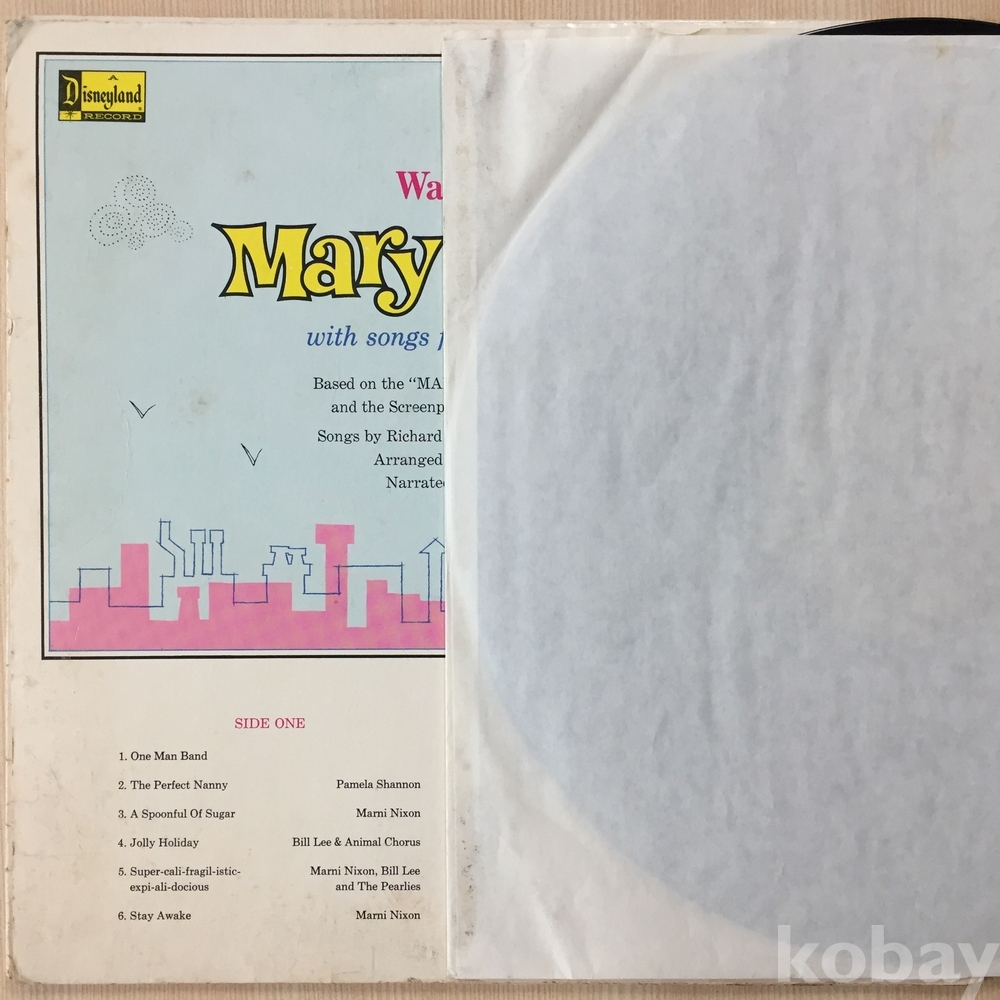 Disneyland
RECORD
Wa
Mary
with songs f
Based on the "MA
and the Screenp
Songs by Richard
Arranged
Narrate
SIDE ONE
1. One Man Band
2. The Perfect Nanny Pamela Shannon
3. A Spoonful Of Sugar Marni Nixon
4. Jolly Holiday Bill Lee & Animal Chorus
5. Super-cali-fragil-istic- Marni Nixon, Bill Lee
expi-ali-docious and The Pearlies
6. Stay Awake Marni Nixon
kobay